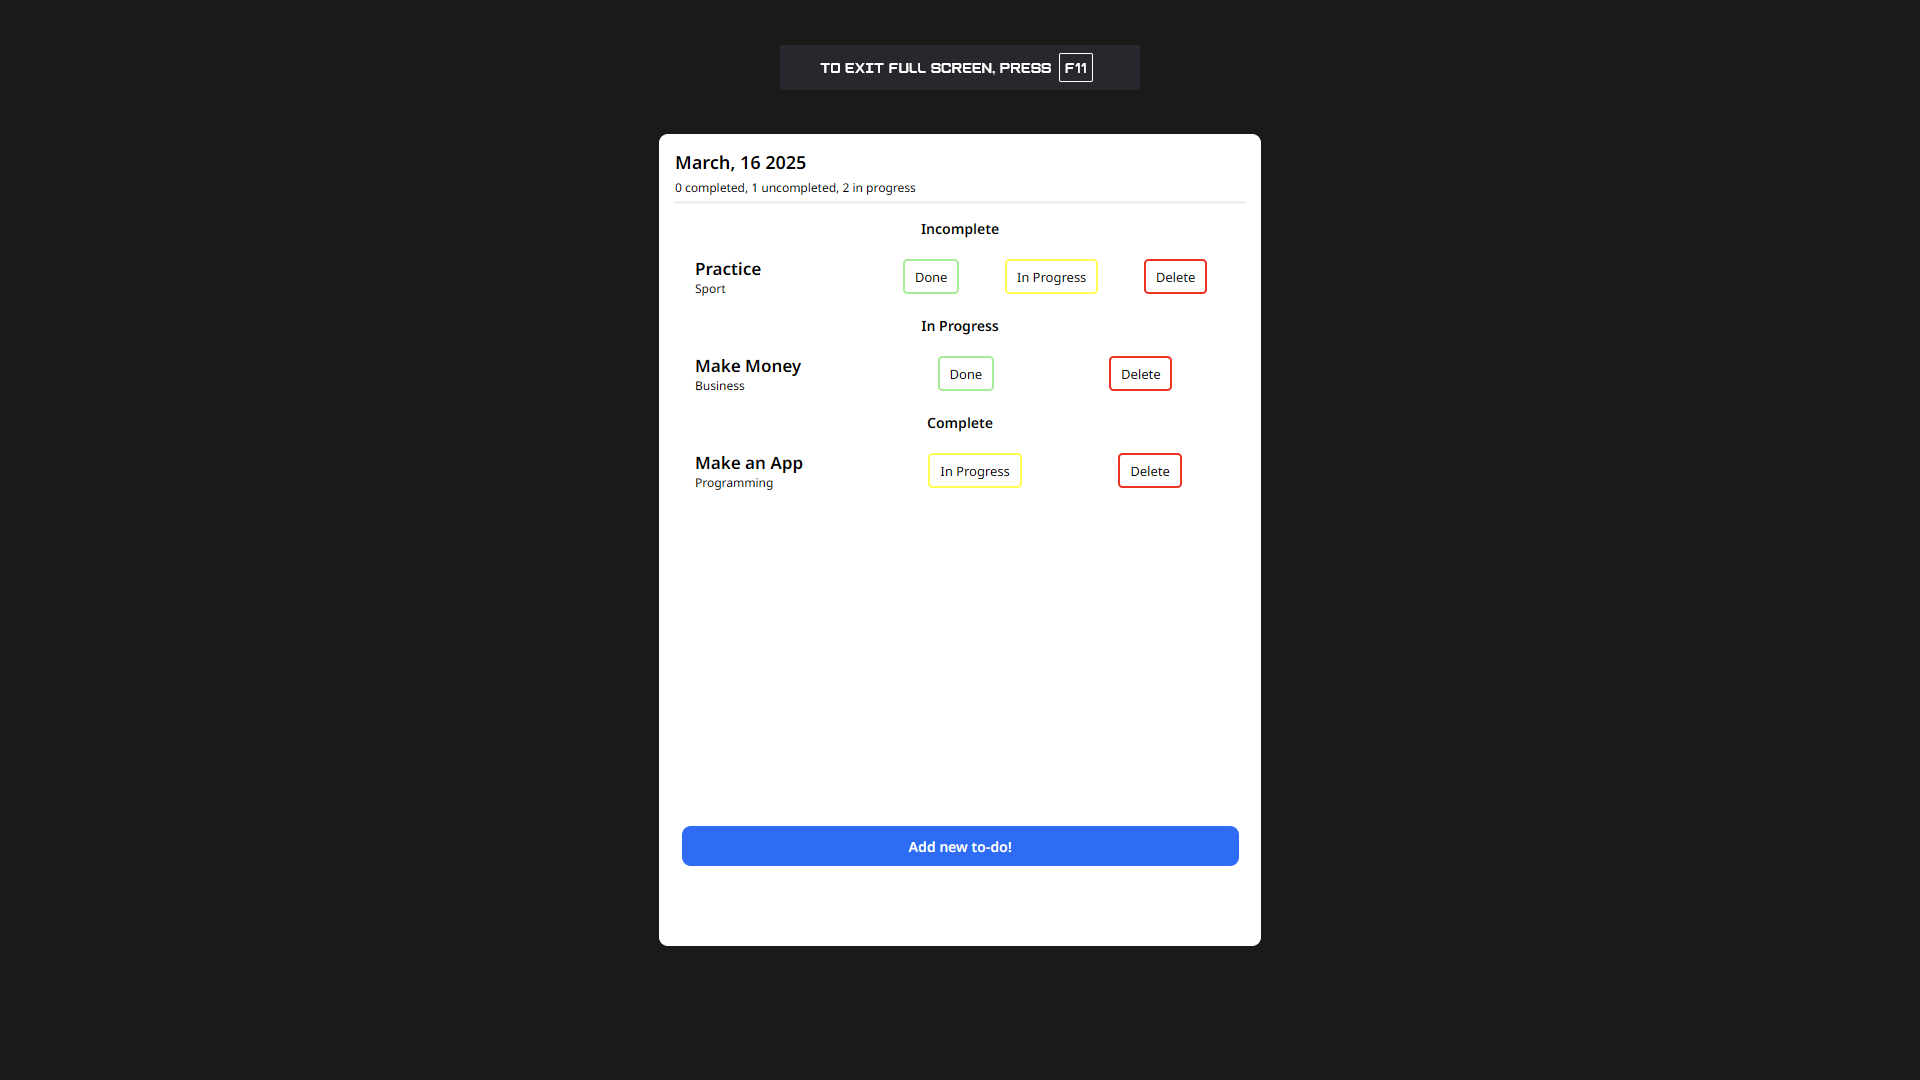 TO EXIT FULL SCREEN, PRESS F11
March, 16 2025
0 completed, 1 uncompleted, 2 in progress
Incomplete
Practice
Sport
Done
In Progress
Delete
In Progress
Make Money
Business
Done
Delete
Complete
Make an App
Programming
In Progress
Delete
Add new to-do!